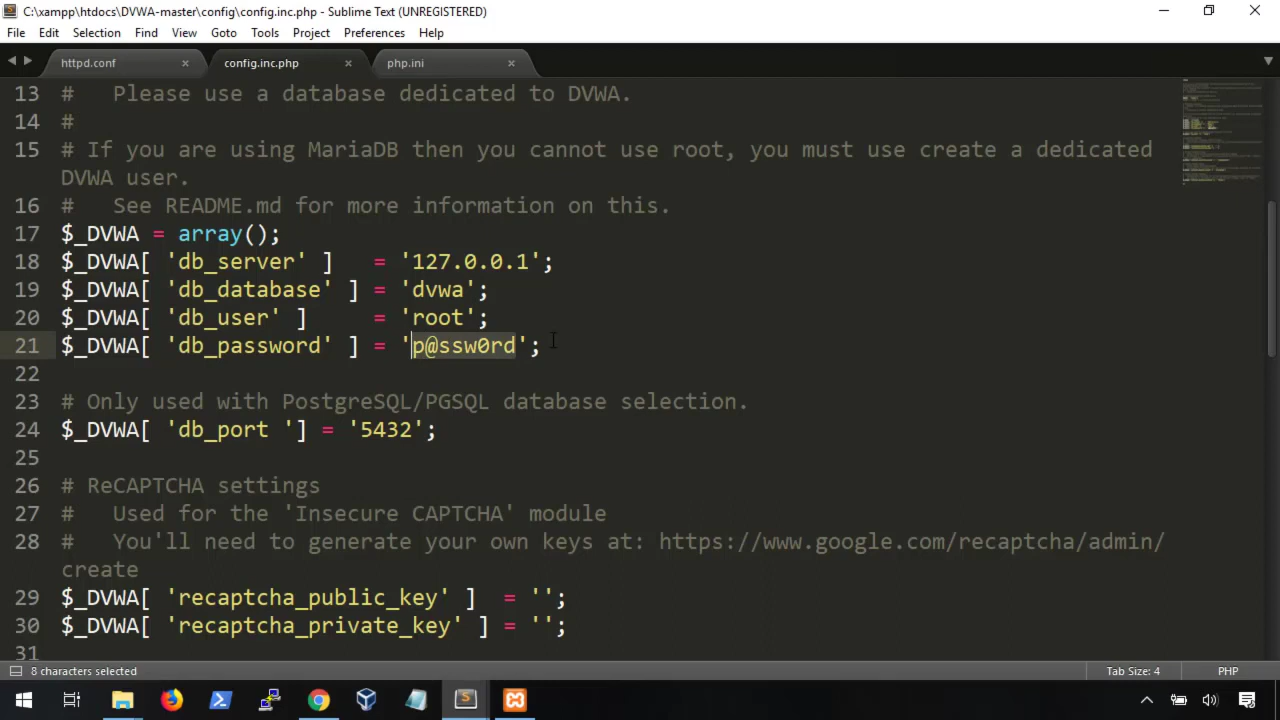 C:\xampp\htdocs\DVWA-master\config\config.inc.php - Sublime Text (UNREGISTERED)
File Edit Selection Find View Goto Tools Project Preferences Help
httpd.conf config.inc.php php.ini
13 #   Please use a database dedicated to DVWA.
14 #
15 # If you are using MariaDB then you cannot use root, you must use create a dedicated
DVWA user.
16 #   See README.md for more information on this.
17 $_DVWA = array();
18 $_DVWA[ 'db_server' ]   = '127.0.0.1';
19 $_DVWA[ 'db_database' ] = 'dvwa';
20 $_DVWA[ 'db_user' ]     = 'root';
21 $_DVWA[ 'db_password' ] = 'p@ssw0rd';
22
23 # Only used with PostgreSQL/PGSQL database selection.
24 $_DVWA[ 'db_port '] = '5432';
25
26 # ReCAPTCHA settings
27 #   Used for the 'Insecure CAPTCHA' module
28 #   You'll need to generate your own keys at: https://www.google.com/recaptcha/admin/
create
29 $_DVWA[ 'recaptcha_public_key' ]  = '';
30 $_DVWA[ 'recaptcha_private_key' ] = '';
31
8 characters selected Tab Size: 4 PHP